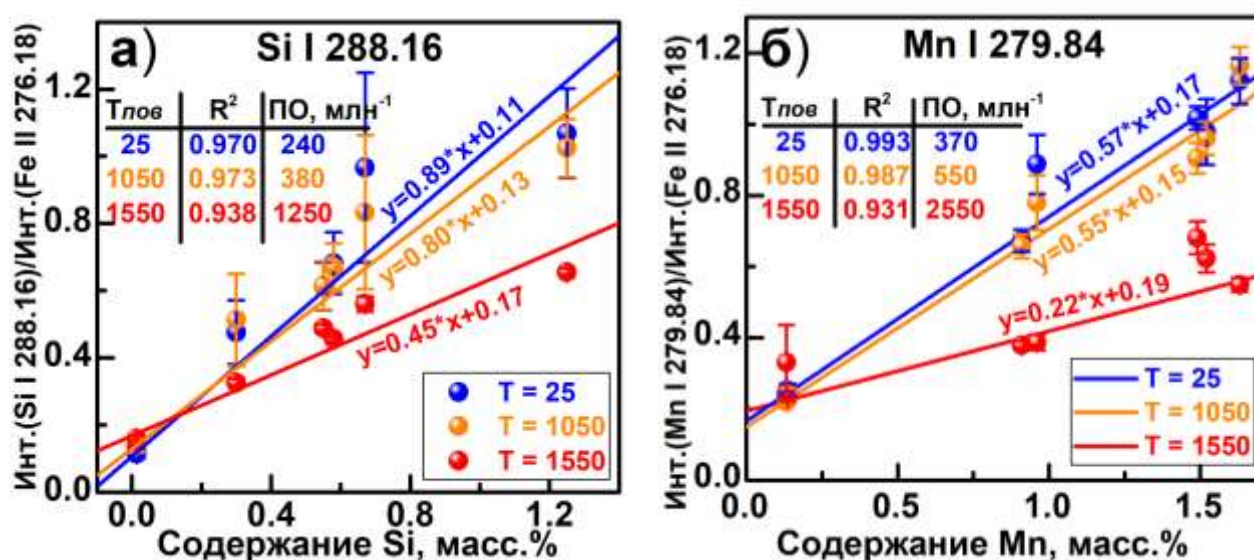 а)
Si I 288.16
Tпов R² ПО, млн⁻¹
25 0.970 240
1050 0.973 380
1550 0.938 1250
y=0.89*x+0.11
y=0.80*x+0.13
y=0.45*x+0.17
T = 25
T = 1050
T = 1550
Инт.(Si I 288.16)/Инт.(Fe II 276.18)
1.2
0.8
0.4
0.0
0.0 0.4 0.8 1.2
Содержание Si, масс.%
б)
Mn I 279.84
Tпов R² ПО, млн⁻¹
25 0.993 370
1050 0.987 550
1550 0.931 2550
y=0.57*x+0.17
y=0.55*x+0.15
y=0.22*x+0.19
T = 25
T = 1050
T = 1550
Инт.(Mn I 279.84)/Инт.(Fe II 276.18)
1.2
0.8
0.4
0.0
0.0 0.5 1.0 1.5
Содержание Mn, масс.%